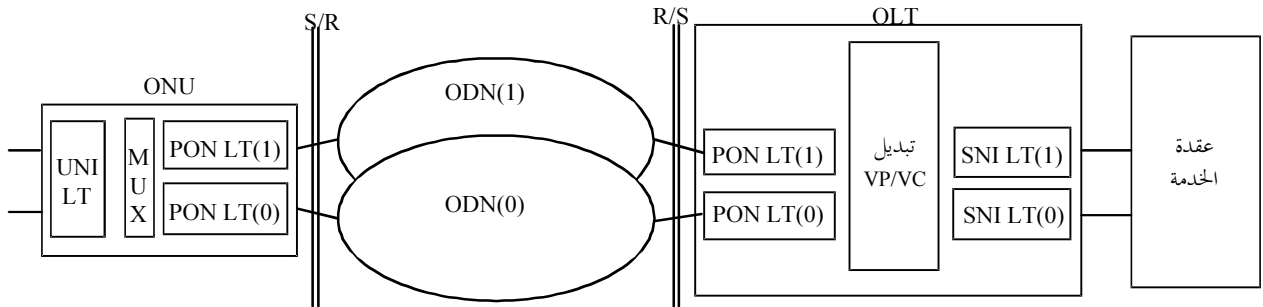 S/R
R/S
OLT
ONU
ODN(1)
UNI
LT
M
U
X
PON LT(1)
PON LT(0)
ODN(0)
PON LT(1)
PON LT(0)
تبديل
VP/VC
SNI LT(1)
SNI LT(0)
عقدة
الخدمة